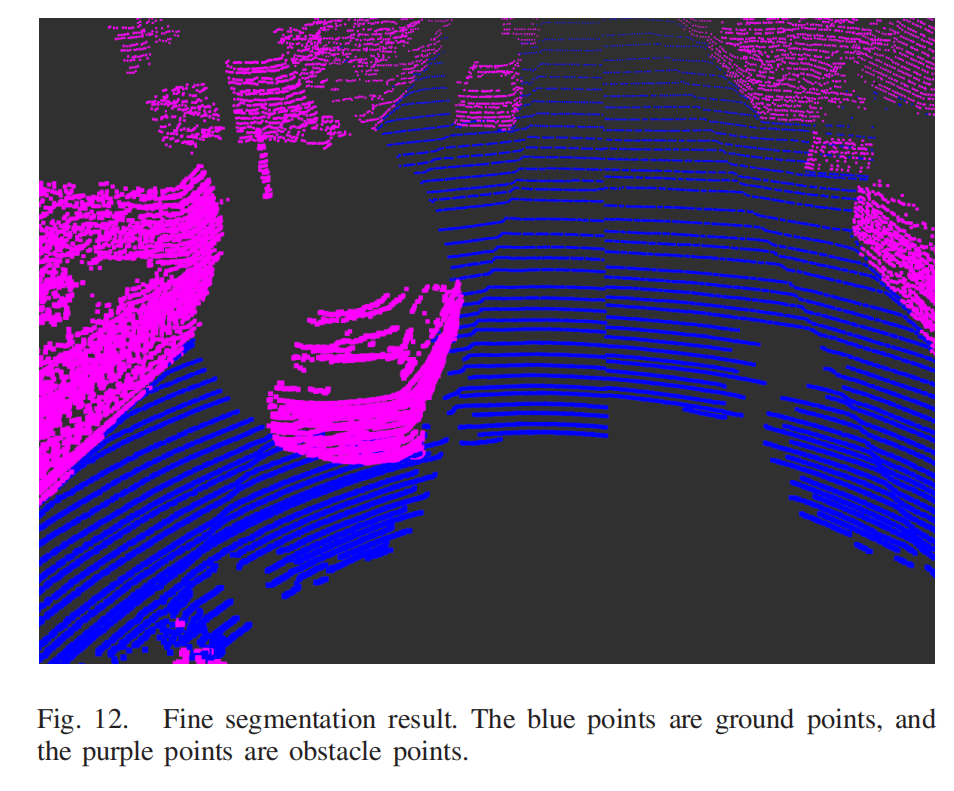 Fig. 12. Fine segmentation result. The blue points are ground points, and
the purple points are obstacle points.